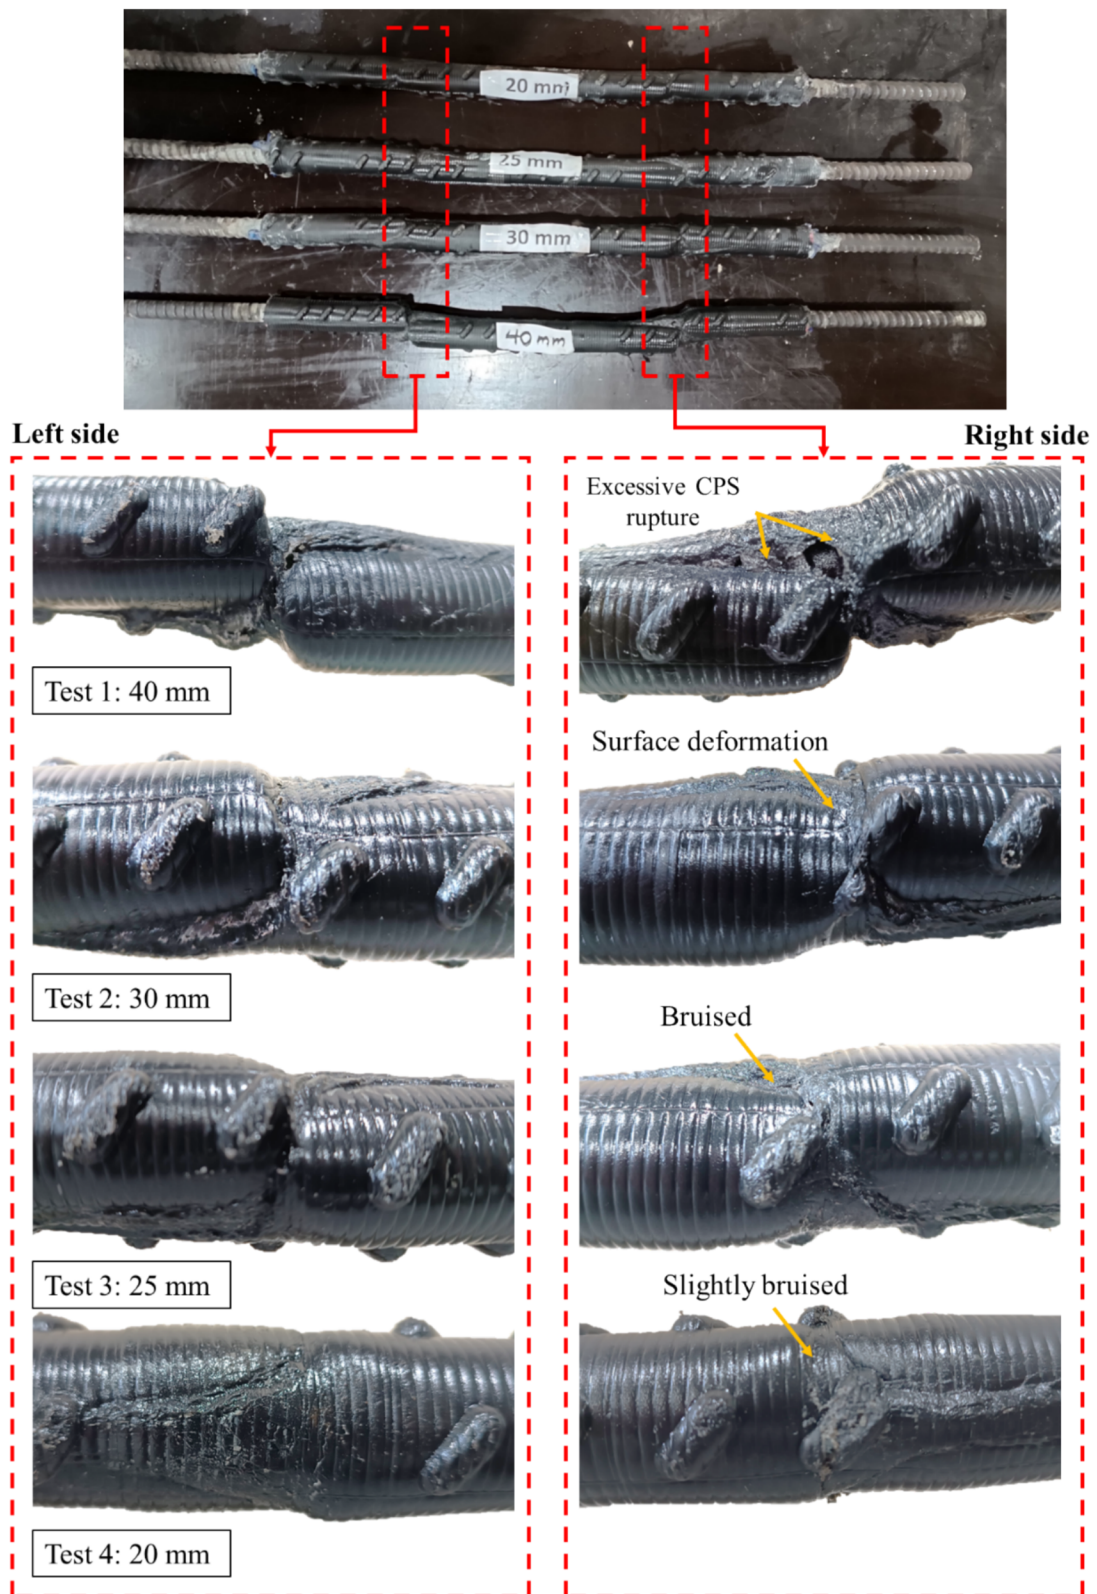 20 mm
25 mm
30 mm
40 mm
Left side
Right side
Excessive CPS
rupture
Test 1: 40 mm
Surface deformation
Test 2: 30 mm
Bruised
Test 3: 25 mm
Slightly bruised
Test 4: 20 mm